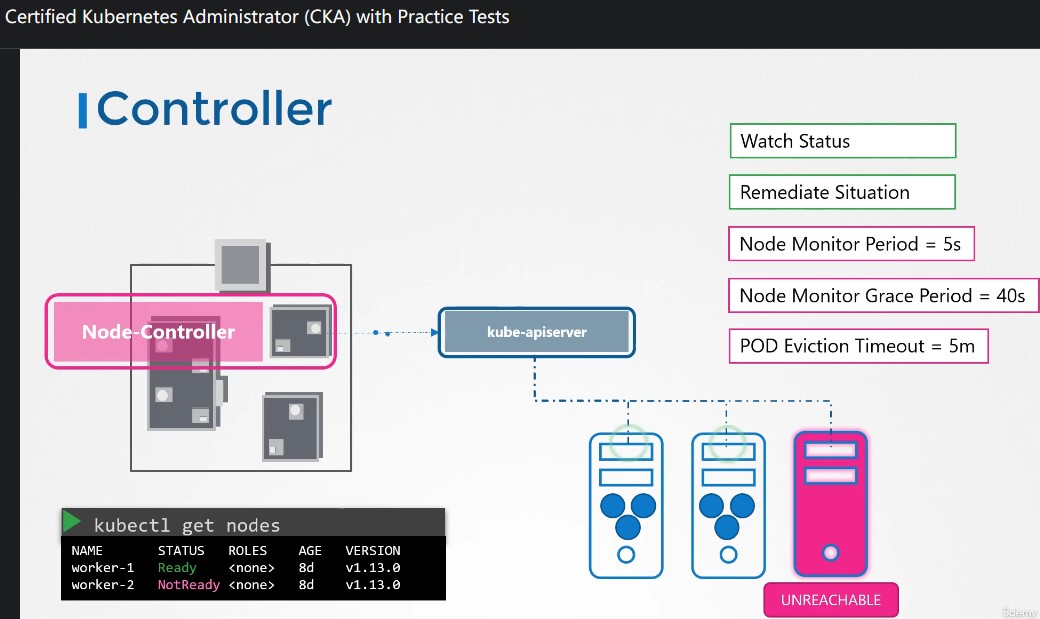 Certified Kubernetes Administrator (CKA) with Practice Tests
Controller
Watch Status
Remediate Situation
Node Monitor Period = 5s
Node Monitor Grace Period = 40s
POD Eviction Timeout = 5m
Node-Controller
kube-apiserver
kubectl get nodes
NAME STATUS ROLES AGE VERSION
worker-1 Ready <none> 8d v1.13.0
worker-2 NotReady <none> 8d v1.13.0
UNREACHABLE
ûdemy